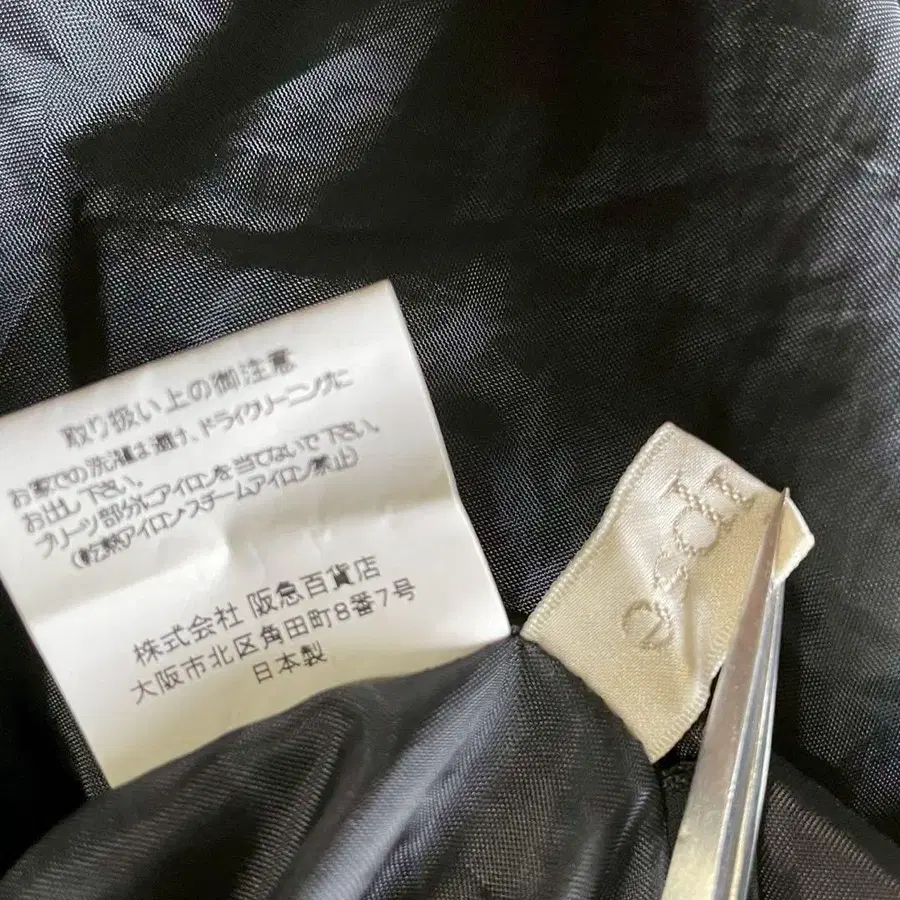 取り扱い上の御注意
お家での洗濯は避け、ドライクリーニングに
お出し下さい。
プリーツ部分にアイロンを当てないで下さい。
(乾熱アイロン・スチームアイロン禁止)
株式会社 阪急百貨店
大阪市北区角田町8番7号
日本製